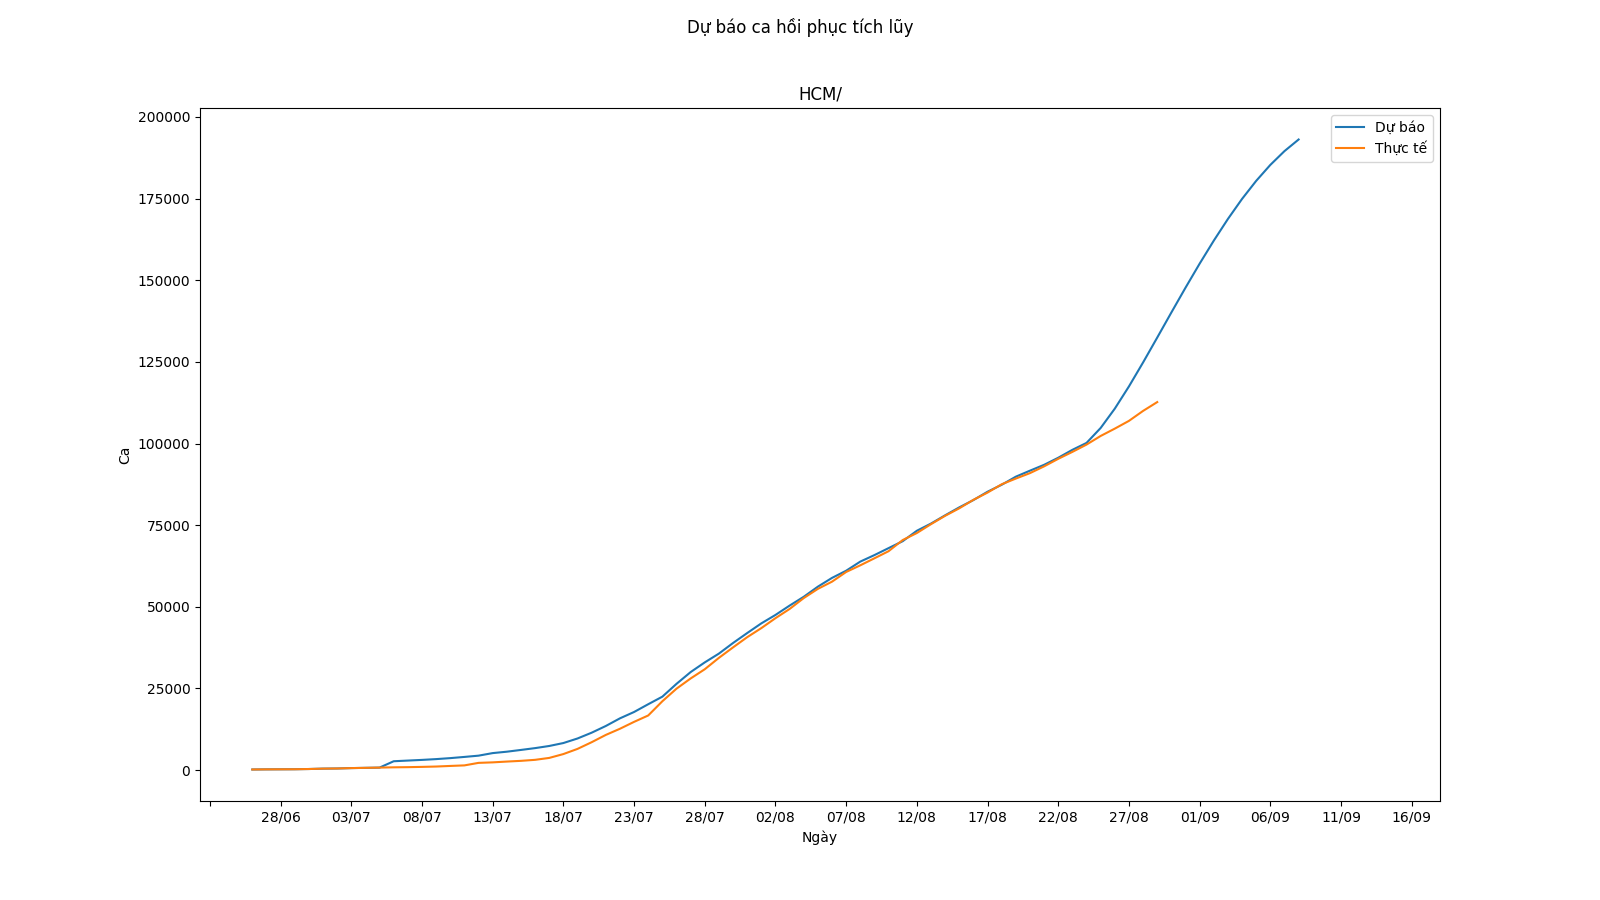 Dự báo ca hồi phục tích lũy
HCM/
200000
175000
150000
125000
100000
75000
50000
25000
0
Ca
Dự báo
Thực tế
28/06 03/07 08/07 13/07 18/07 23/07 28/07 02/08 07/08 12/08 17/08 22/08 27/08 01/09 06/09 11/09 16/09
Ngày